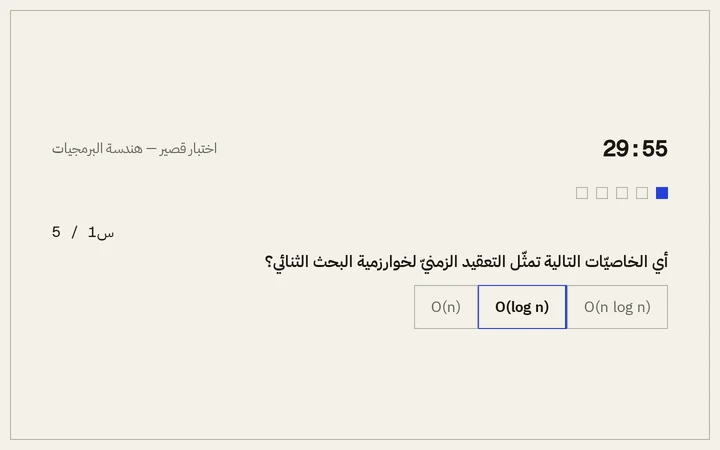 29:55
اختبار قصير — هندسة البرمجيات
س1 / 5
أي الخاصيّات التالية تمثّل التعقيد الزمنيّ لخوارزمية البحث الثنائي؟
O(n log n)
O(log n)
O(n)